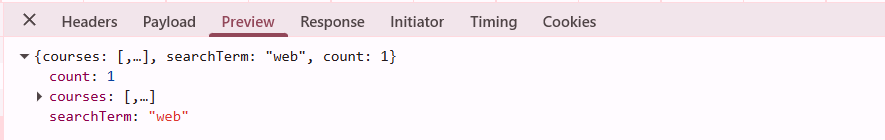 Headers Payload Preview Response Initiator Timing Cookies
{courses: [,…], searchTerm: "web", count: 1}
count: 1
courses: [,…]
searchTerm: "web"